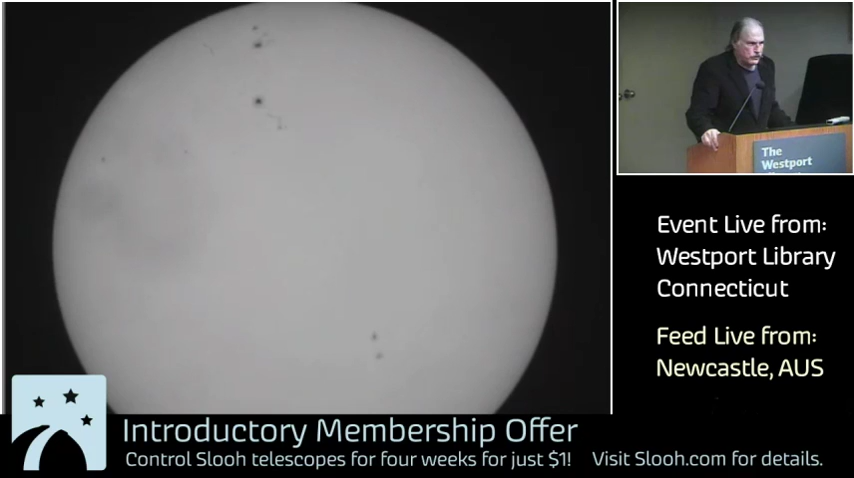 The
Westport
Event Live from:
Westport Library
Connecticut
Feed Live from:
Newcastle, AUS
Introductory Membership Offer
Control Slooh telescopes for four weeks for just $1! Visit Slooh.com for details.